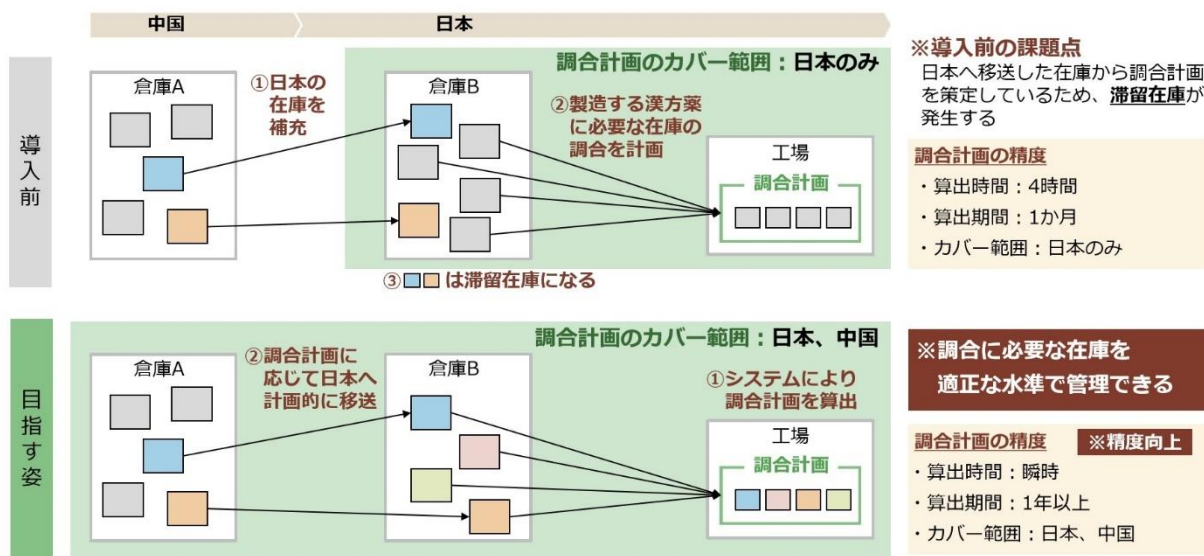 中国
日本
導入前
調合計画のカバー範囲：日本のみ
倉庫A
①日本の
在庫を
補充
倉庫B
②製造する漢方薬
に必要な在庫の
調合を計画
工場
調合計画
③ は滞留在庫になる
※導入前の課題点
日本へ移送した在庫から調合計画
を策定しているため、滞留在庫が
発生する
調合計画の精度
・算出時間：4時間
・算出期間：1か月
・カバー範囲：日本のみ
目指す姿
調合計画のカバー範囲：日本、中国
倉庫A
②調合計画に
応じて日本へ
計画的に移送
倉庫B
①システムにより
調合計画を算出
工場
調合計画
※調合に必要な在庫を
適正な水準で管理できる
調合計画の精度 ※精度向上
・算出時間：瞬時
・算出期間：1年以上
・カバー範囲：日本、中国